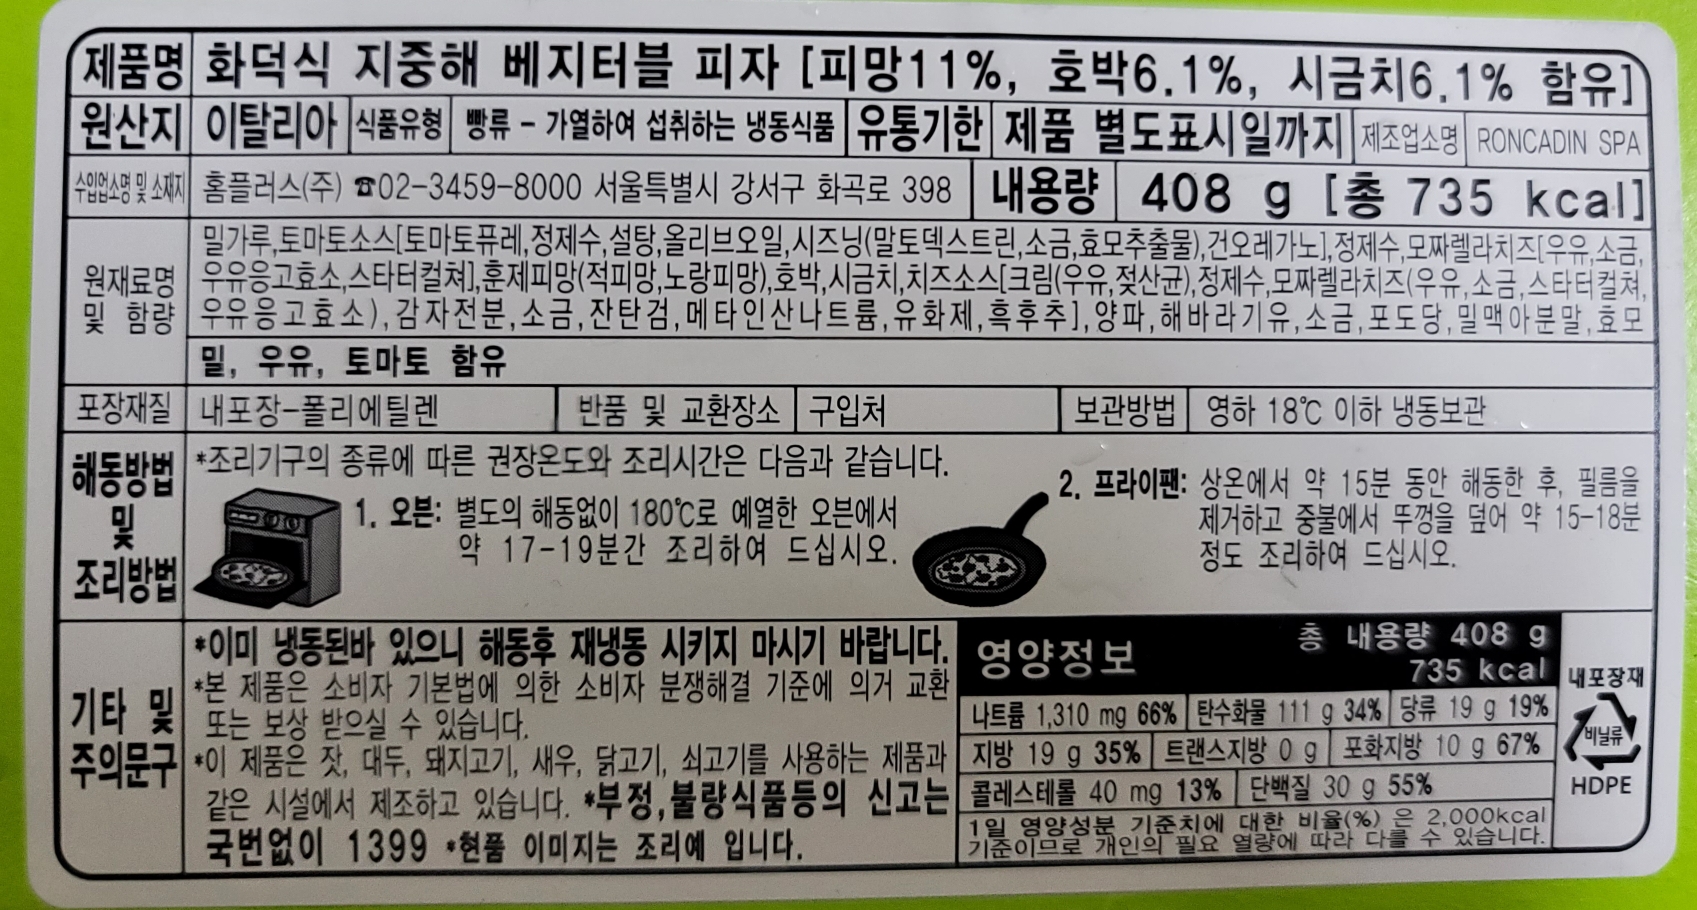 제품명 화덕식 지중해 베지터블 피자 [피망11%, 호박6.1%, 시금치6.1% 함유]
원산지 이탈리아 식품유형 빵류 - 가열하여 섭취하는 냉동식품 유통기한 제품 별도표시일까지 제조업소명 RONCADIN SPA
수입업소명 및 소재지 홈플러스(주) ☎02-3459-8000 서울특별시 강서구 화곡로 398 내용량 408 g [총 735 kcal]
원재료명 및 함량
밀가루,토마토소스[토마토퓨레,정제수,설탕,올리브오일,시즈닝(말토덱스트린,소금,효모추출물),건오레가노],정제수,모짜렐라치즈[우유,소금,
우유응고효소,스타터컬쳐],훈제피망(적피망,노랑피망),호박,시금치,치즈소스[크림(우유,젖산균),정제수,모짜렐라치즈(우유,소금,스타터컬쳐,
우유응고효소),감자전분,소금,잔탄검,메타인산나트륨,유화제,흑후추],양파,해바라기유,소금,포도당,밀맥아분말,효모
밀, 우유, 토마토 함유
포장재질 내포장-폴리에틸렌 반품 및 교환장소 구입처 보관방법 영하 18℃ 이하 냉동보관
해동방법
및
조리방법
*조리기구의 종류에 따른 권장온도와 조리시간은 다음과 같습니다.
1. 오븐: 별도의 해동없이 180℃로 예열한 오븐에서
약 17-19분간 조리하여 드십시오.
2. 프라이팬: 상온에서 약 15분 동안 해동한 후, 필름을
제거하고 중불에서 뚜껑을 덮어 약 15-18분
정도 조리하여 드십시오.
기타 및
주의문구
*이미 냉동된바 있으니 해동후 재냉동 시키지 마시기 바랍니다.
*본 제품은 소비자 기본법에 의한 소비자 분쟁해결 기준에 의거 교환
또는 보상 받으실 수 있습니다.
*이 제품은 잣, 대두, 돼지고기, 새우, 닭고기, 쇠고기를 사용하는 제품과
같은 시설에서 제조하고 있습니다. *부정,불량식품등의 신고는
국번없이 1399 *현품 이미지는 조리예 입니다.
영양정보 총 내용량 408 g
735 kcal
나트륨 1,310 mg 66% 탄수화물 111 g 34% 당류 19 g 19%
지방 19 g 35% 트랜스지방 0 g 포화지방 10 g 67%
콜레스테롤 40 mg 13% 단백질 30 g 55%
1일 영양성분 기준치에 대한 비율(%) 은 2,000kcal
기준이므로 개인의 필요 열량에 따라 다를 수 있습니다.
내포장재
비닐류
HDPE